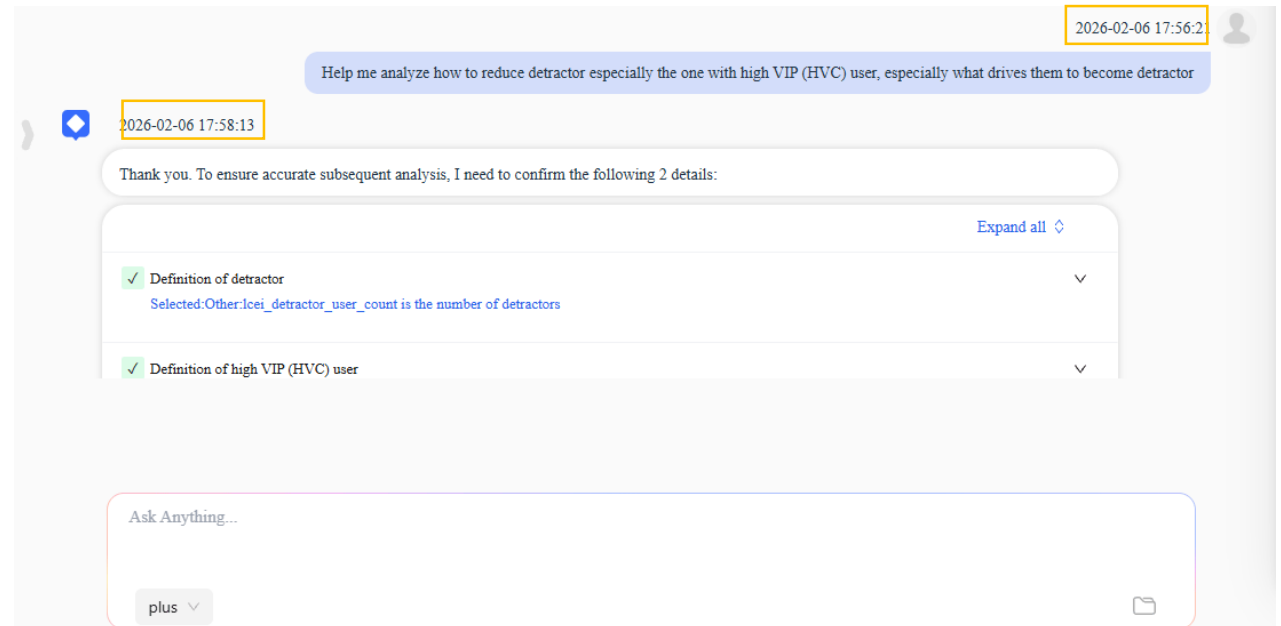 2026-02-06 17:56:21
Help me analyze how to reduce detractor especially the one with high VIP (HVC) user, especially what drives them to become detractor
2026-02-06 17:58:13
Thank you. To ensure accurate subsequent analysis, I need to confirm the following 2 details:
Expand all
Definition of detractor
Selected:Other:lcei_detractor_user_count is the number of detractors
Definition of high VIP (HVC) user
Ask Anything...
plus